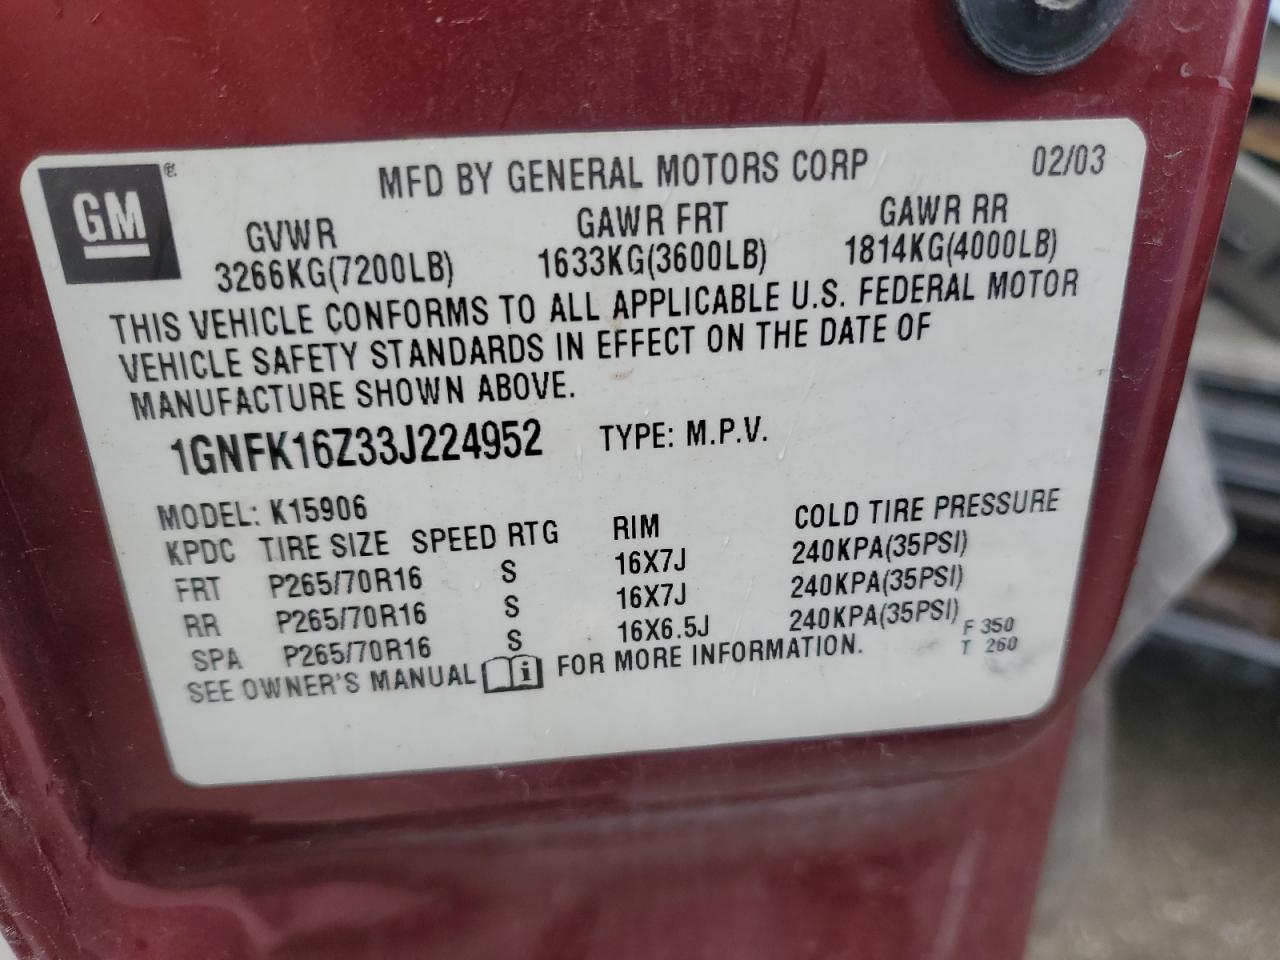 GM®
MFD BY GENERAL MOTORS CORP 02/03
GVWR GAWR FRT GAWR RR
3266KG(7200LB) 1633KG(3600LB) 1814KG(4000LB)
THIS VEHICLE CONFORMS TO ALL APPLICABLE U.S. FEDERAL MOTOR
VEHICLE SAFETY STANDARDS IN EFFECT ON THE DATE OF
MANUFACTURE SHOWN ABOVE.
1GNFK16Z33J224952 TYPE: M.P.V.
MODEL: K15906
KPDC TIRE SIZE SPEED RTG RIM COLD TIRE PRESSURE
FRT P265/70R16 S 16X7J 240KPA(35PSI)
RR P265/70R16 S 16X7J 240KPA(35PSI)
SPA P265/70R16 S 16X6.5J 240KPA(35PSI)
SEE OWNER'S MANUAL i FOR MORE INFORMATION.
F 350
T 260